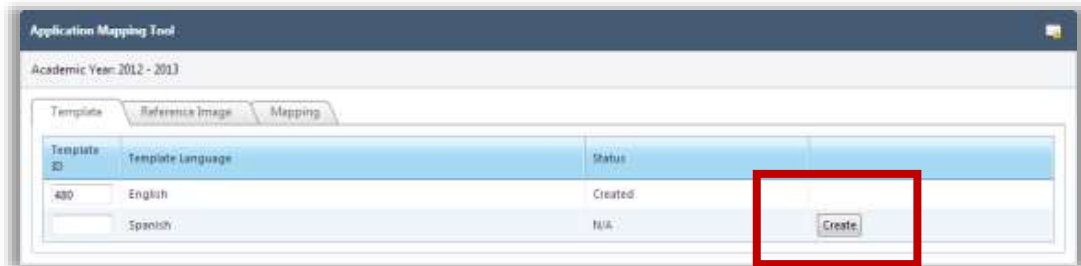 Application Mapping Tool
Academic Year: 2012 - 2013
Template Reference Image Mapping
Template ID Template Language Status
480 English Created
Spanish N/A Create